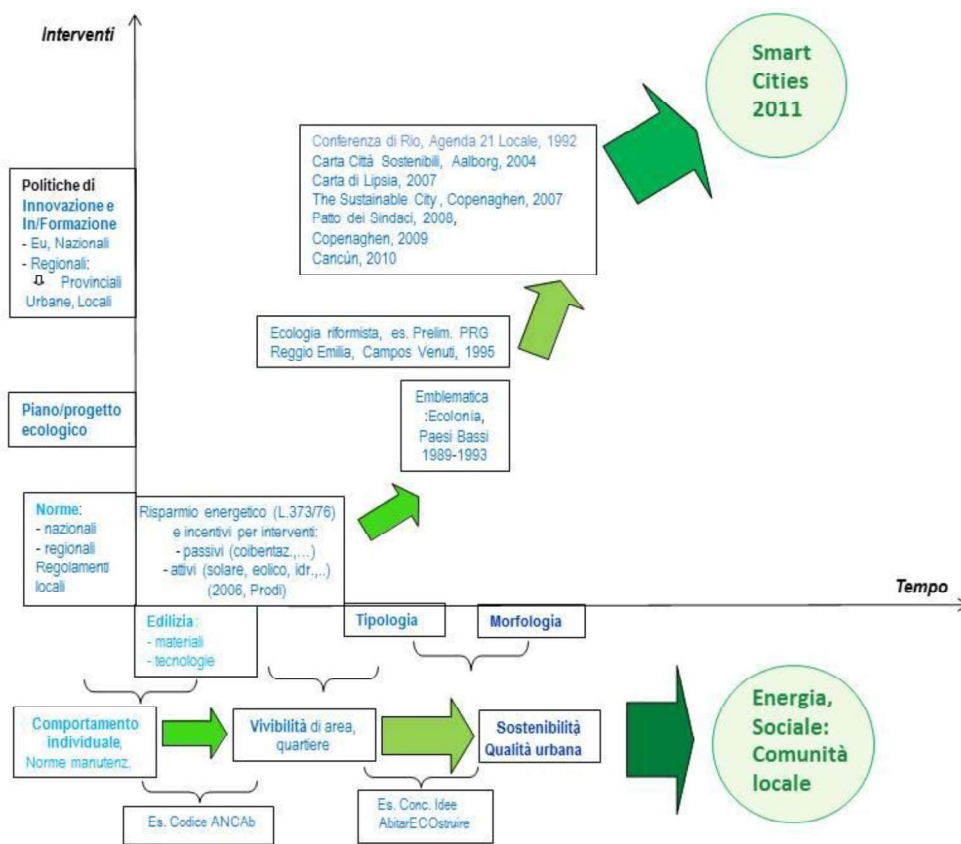 Interventi
Smart
Cities
2011
Conferenza di Rio, Agenda 21 Locale, 1992
Carta Città Sostenibili, Aalborg, 2004
Carta di Lipsia, 2007
The Sustainable City, Copenaghen, 2007
Patto dei Sindaci, 2008,
Copenaghen, 2009
Cancùn, 2010
Politiche di
Innovazione e
In/Formazione
- Eu, Nazionali
- Regionali:
Provinciali
Urbane, Locali
Ecologia riformista, es. Prelim. PRG
Reggio Emilia, Campos Venuti, 1995
Piano/progetto
ecologico
Emblematica
:Ecolonia,
Paesi Bassi
1989-1993
Norme:
- nazionali
- regionali
Regolamenti
locali
Risparmio energetico (L.373/76)
e incentivi per interventi:
- passivi (coibentaz.,...)
-attivi (solare, eolico, idr.,..)
(2006, Prodi)
Tempo
Edilizia:
- materiali
- tecnologie
Tipologia
Morfologia
Comportamento
individuale,
Norme manutenz.
Vivibilità di area,
quartiere
Sostenibilità
Qualità urbana
Energia,
Sociale:
Comunità
locale
Es. Codice ANCAb
Es. Conc. Idee
AbitarECOstruire